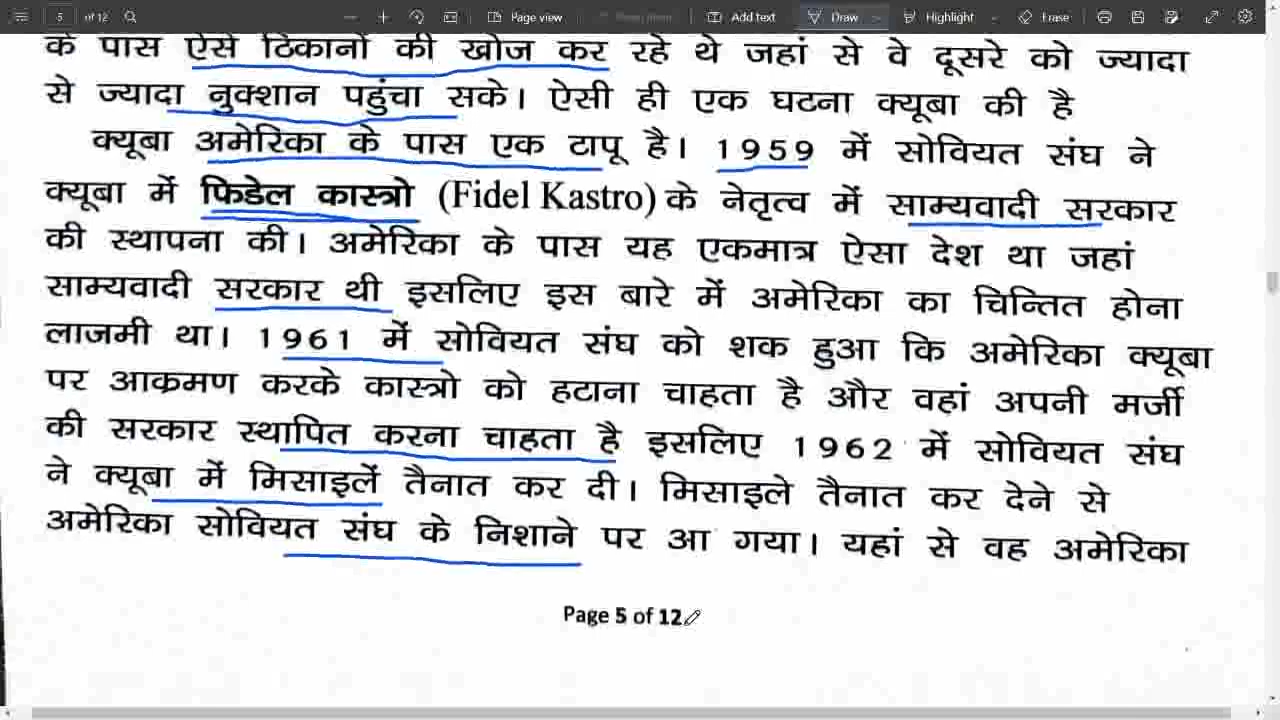 5 of 12 Page view Add text Draw Highlight Erase
के पास ऐसे ठिकानों की खोज कर रहे थे जहां से वे दूसरे को ज्यादा
से ज्यादा नुक्शान पहुंचा सके। ऐसी ही एक घटना क्यूबा की है
क्यूबा अमेरिका के पास एक टापू है। 1959 में सोवियत संघ ने
क्यूबा में फिडेल कास्त्रो (Fidel Kastro) के नेतृत्व में साम्यवादी सरकार
की स्थापना की। अमेरिका के पास यह एकमात्र ऐसा देश था जहां
साम्यवादी सरकार थी इसलिए इस बारे में अमेरिका का चिन्तित होना
लाजमी था। 1961 में सोवियत संघ को शक हुआ कि अमेरिका क्यूबा
पर आक्रमण करके कास्त्रो को हटाना चाहता है और वहां अपनी मर्जी
की सरकार स्थापित करना चाहता है इसलिए 1962 में सोवियत संघ
ने क्यूबा में मिसाइलें तैनात कर दी। मिसाइले तैनात कर देने से
अमेरिका सोवियत संघ के निशाने पर आ गया। यहां से वह अमेरिका
Page 5 of 12